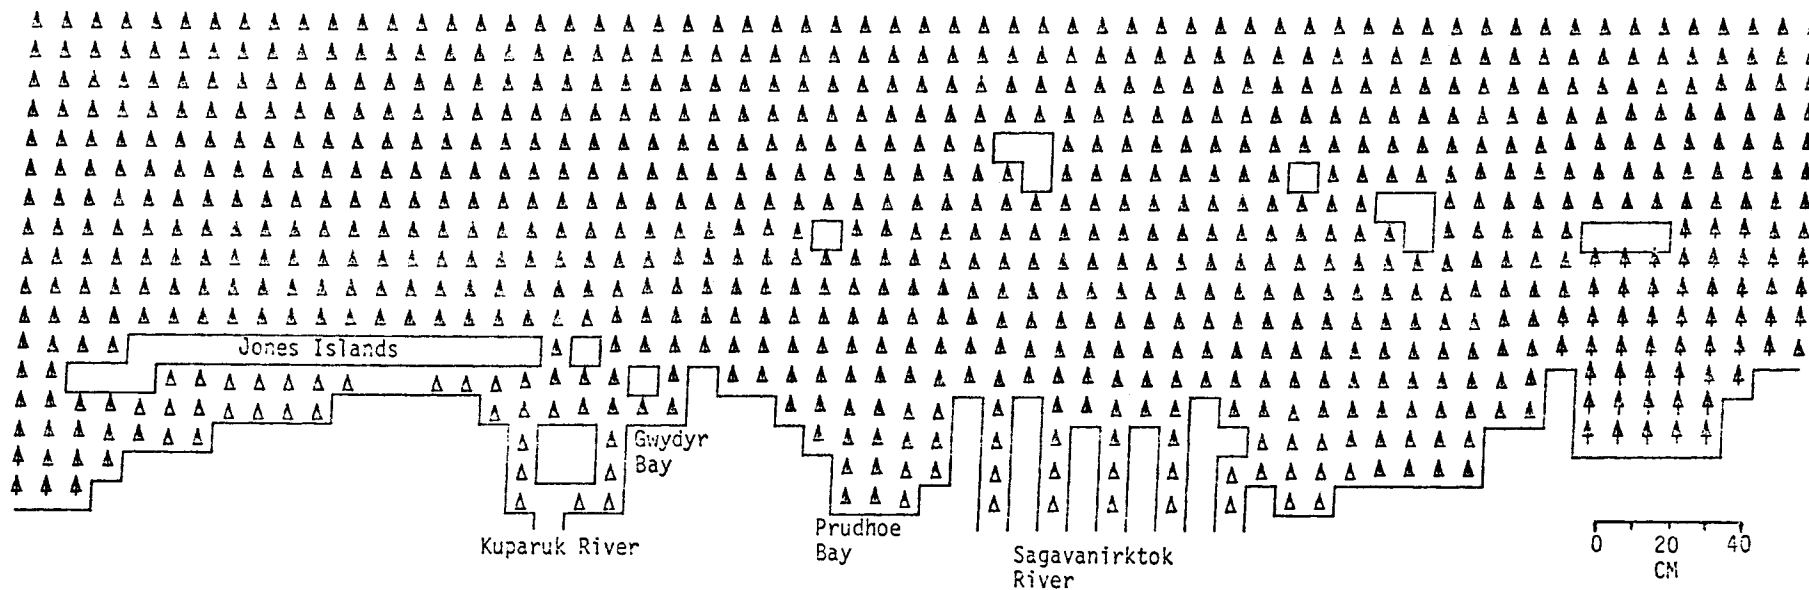 Jones Islands
Gwydyr
Bay
Kuparuk River
Prudhoe
Bay
Sagavanirktok
River
0 20 40
CM